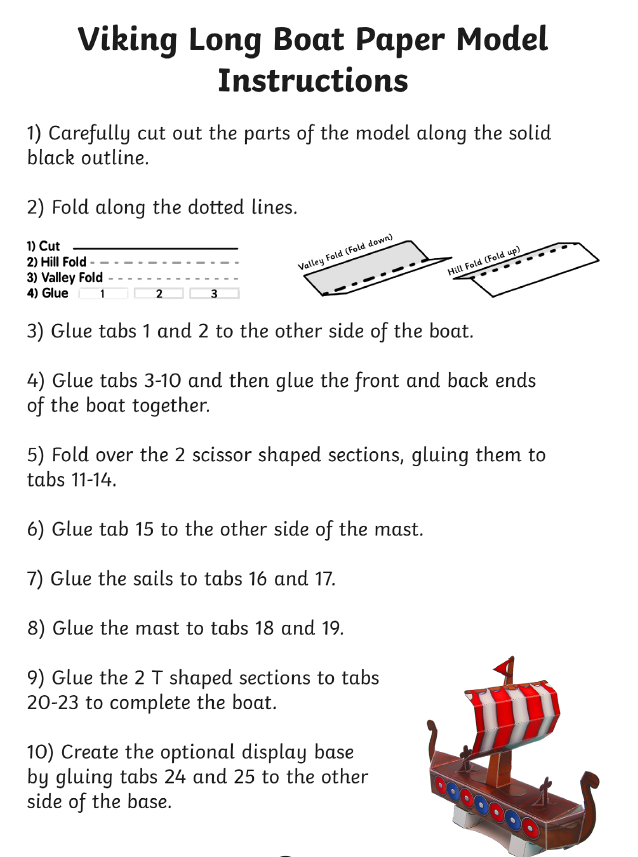 Viking Long Boat Paper Model
Instructions
1) Carefully cut out the parts of the model along the solid
black outline.
2) Fold along the dotted lines.
1) Cut
2) Hill Fold
3) Valley Fold
4) Glue 1 2 3
Valley Fold (Fold down)
Hill Fold (Fold up)
3) Glue tabs 1 and 2 to the other side of the boat.
4) Glue tabs 3-10 and then glue the front and back ends
of the boat together.
5) Fold over the 2 scissor shaped sections, gluing them to
tabs 11-14.
6) Glue tab 15 to the other side of the mast.
7) Glue the sails to tabs 16 and 17.
8) Glue the mast to tabs 18 and 19.
9) Glue the 2 T shaped sections to tabs
20-23 to complete the boat.
10) Create the optional display base
by gluing tabs 24 and 25 to the other
side of the base.